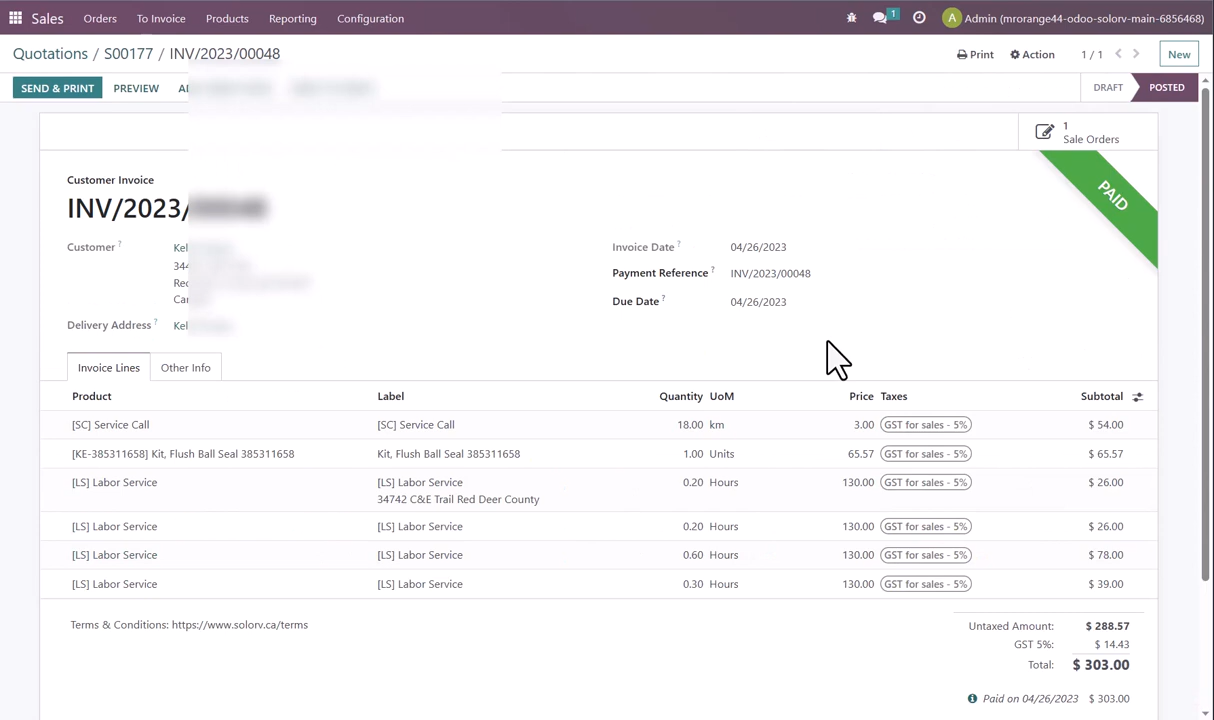 Sales Orders To Invoice Products Reporting Configuration 1 A Admin (mrorange44-odoo-solorv-main-6856468)
Quotations / S00177 / INV/2023/00048 Print Action 1 / 1 New
SEND & PRINT PREVIEW DRAFT POSTED
1
Sale Orders
PAID
Customer Invoice
INV/2023/
Customer ? Invoice Date ? 04/26/2023
Payment Reference ? INV/2023/00048
Due Date ? 04/26/2023
Delivery Address ?
Invoice Lines Other Info
Product Label Quantity UoM Price Taxes Subtotal
[SC] Service Call [SC] Service Call 18.00 km 3.00 GST for sales - 5% $ 54.00
[KE-385311658] Kit, Flush Ball Seal 385311658 Kit, Flush Ball Seal 385311658 1.00 Units 65.57 GST for sales - 5% $ 65.57
[LS] Labor Service [LS] Labor Service 0.20 Hours 130.00 GST for sales - 5% $ 26.00
34742 C&E Trail Red Deer County
[LS] Labor Service [LS] Labor Service 0.20 Hours 130.00 GST for sales - 5% $ 26.00
[LS] Labor Service [LS] Labor Service 0.60 Hours 130.00 GST for sales - 5% $ 78.00
[LS] Labor Service [LS] Labor Service 0.30 Hours 130.00 GST for sales - 5% $ 39.00
Terms & Conditions: https://www.solorv.ca/terms Untaxed Amount: $ 288.57
GST 5%: $ 14.43
Total: $ 303.00
Paid on 04/26/2023 $ 303.00